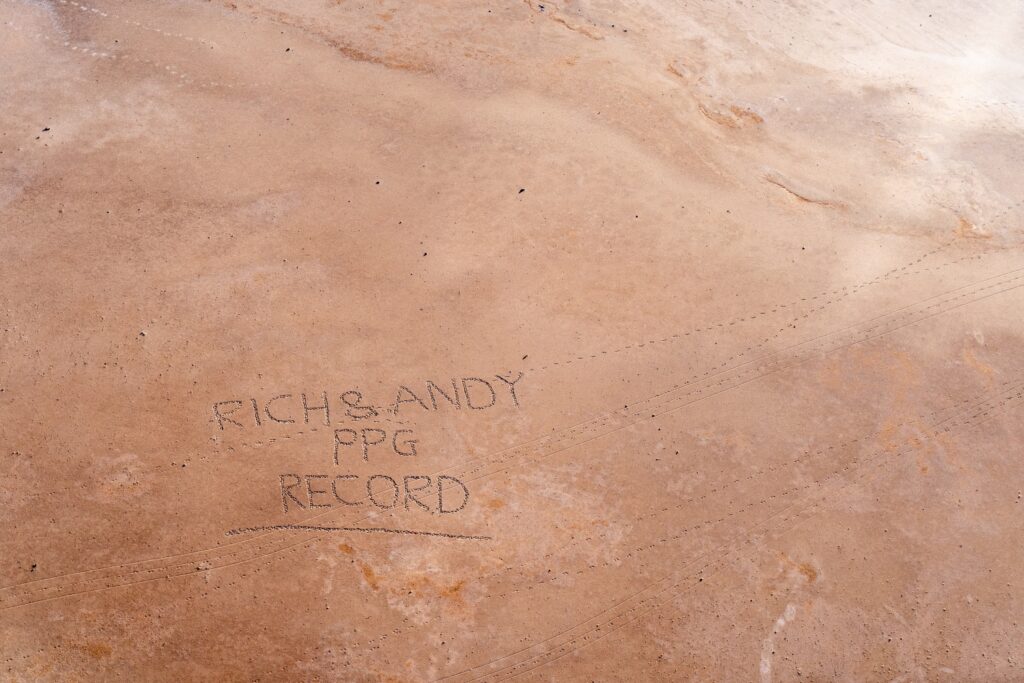 RICH & ANDY
PPG
RECORD